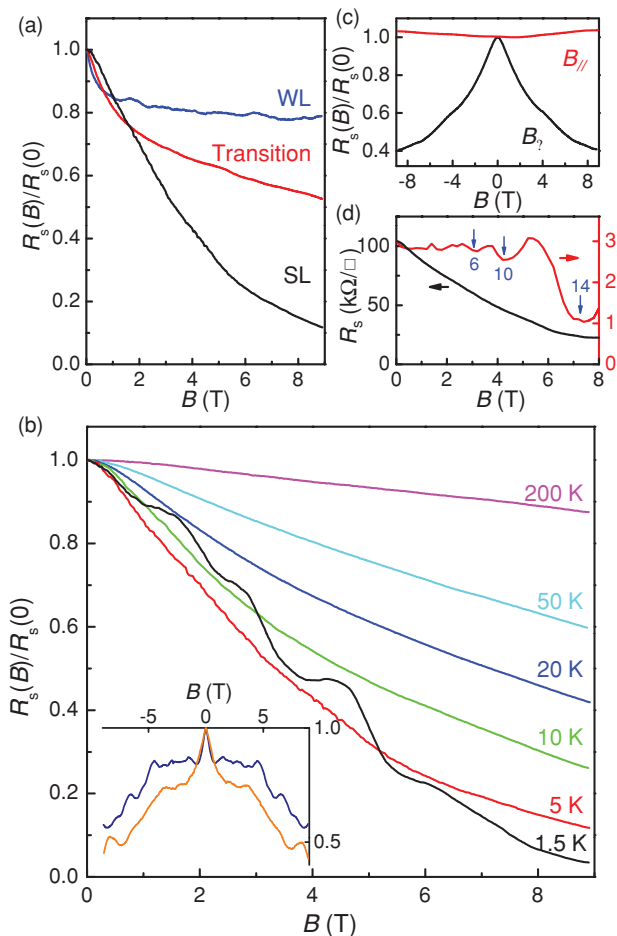 (a)
1.0
0.8
0.6
0.4
0.2
0.0
R_s(B)/R_s(0)
WL
Transition
SL
0 2 4 6 8
B (T)
(c)
1.0
0.8
0.6
0.4
R_s(B)/R_s(0)
B_//
B_?
-8 -4 0 4 8
B (T)
(d)
100
75
50
25
0
R_s (kΩ/□)
6
10
14
3
2
1
0
0 2 4 6 8
B (T)
(b)
1.0
0.8
0.6
0.4
0.2
0.0
R_s(B)/R_s(0)
200 K
50 K
20 K
10 K
5 K
1.5 K
B (T)
-5 0 5
1.0
0.5
0 2 4 6 8
B (T)